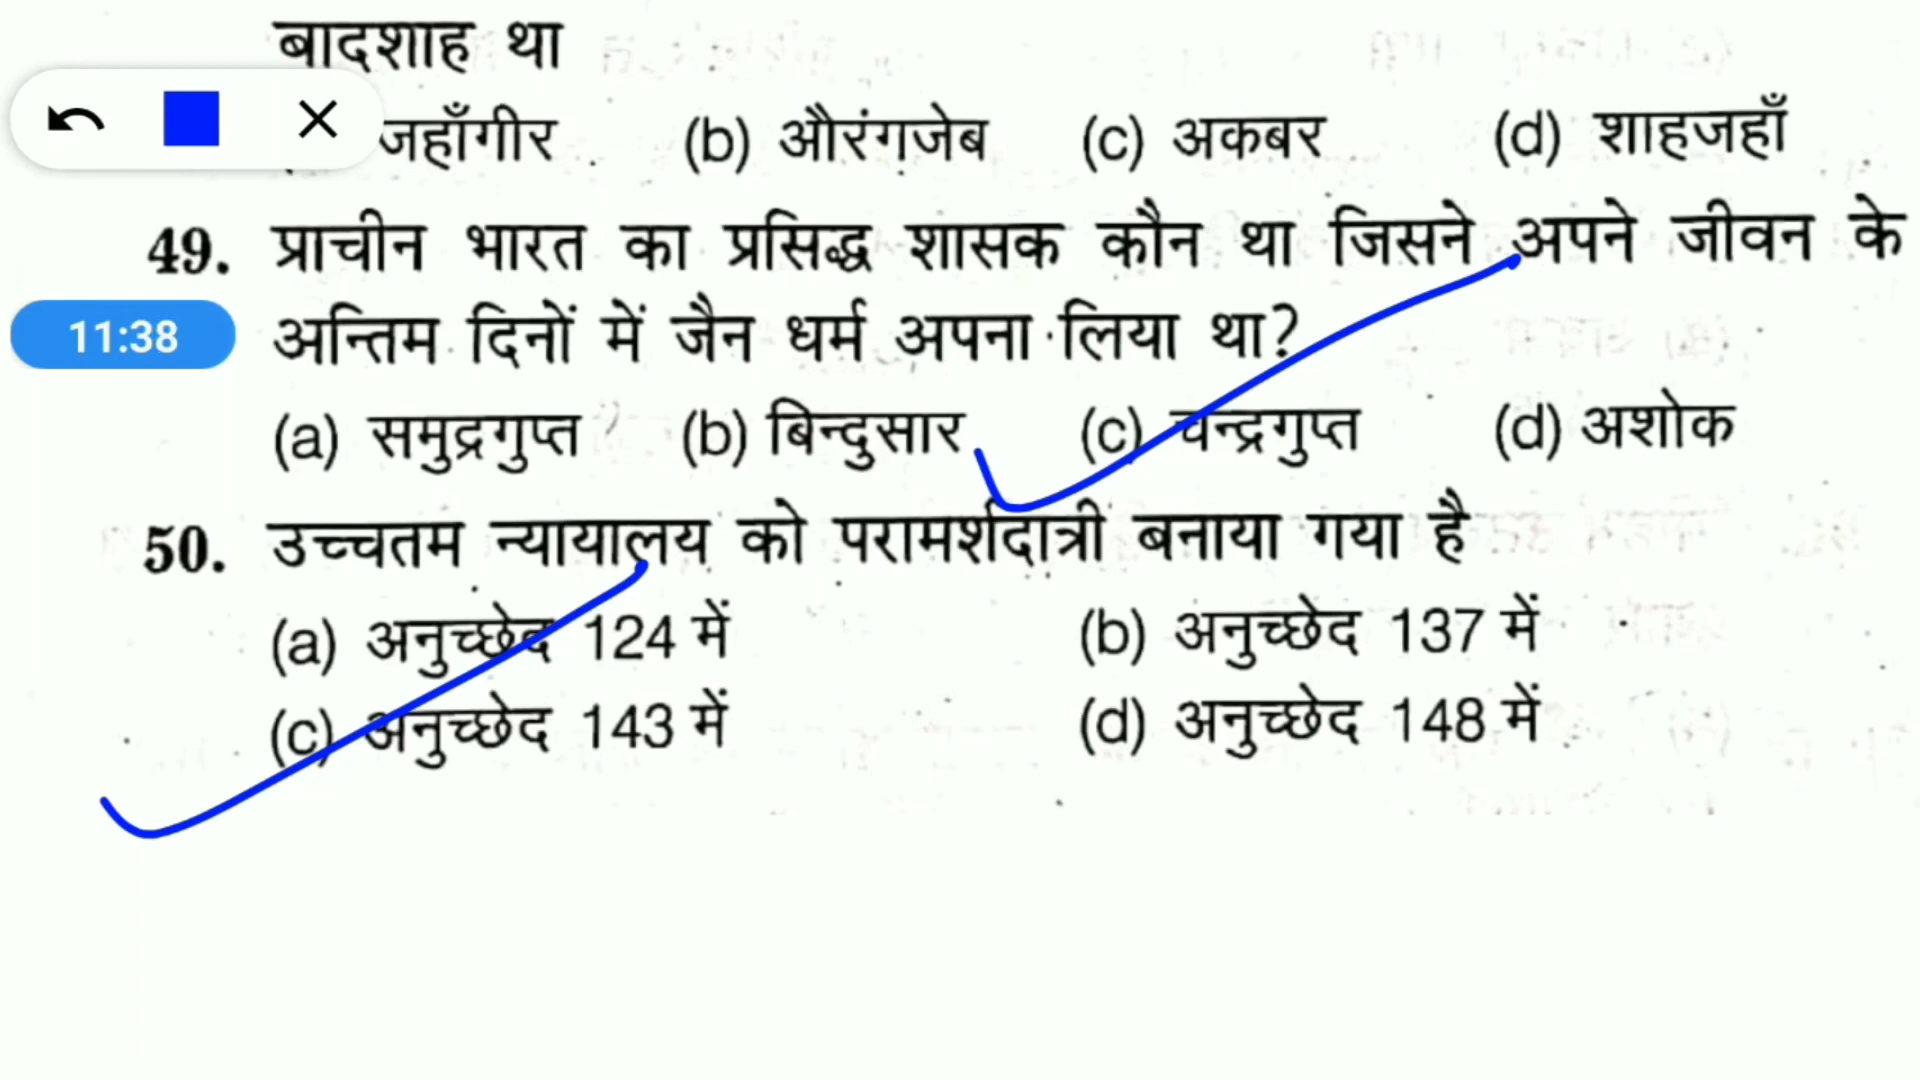 बादशाह था
जहाँगीर (b) औरंगजेब (c) अकबर (d) शाहजहाँ
49. प्राचीन भारत का प्रसिद्ध शासक कौन था जिसने अपने जीवन के
11:38
अन्तिम दिनों में जैन धर्म अपना लिया था?
(a) समुद्रगुप्त (b) बिन्दुसार (c) चन्द्रगुप्त (d) अशोक
50. उच्चतम न्यायालय को परामर्शदात्री बनाया गया है
(a) अनुच्छेद 124 में (b) अनुच्छेद 137 में
(c) अनुच्छेद 143 में (d) अनुच्छेद 148 में